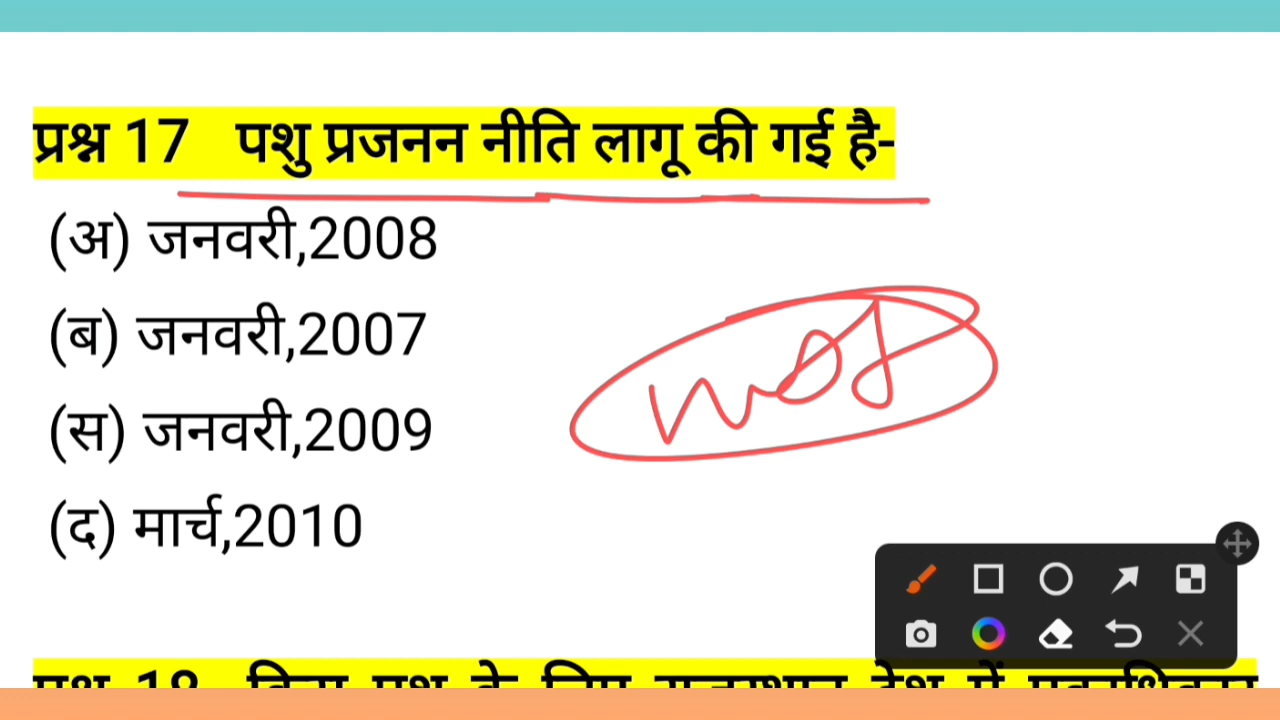 प्रश्न 17 पशु प्रजनन नीति लागू की गई है-
(अ) जनवरी,2008
(ब) जनवरी,2007
(स) जनवरी,2009
(द) मार्च,2010